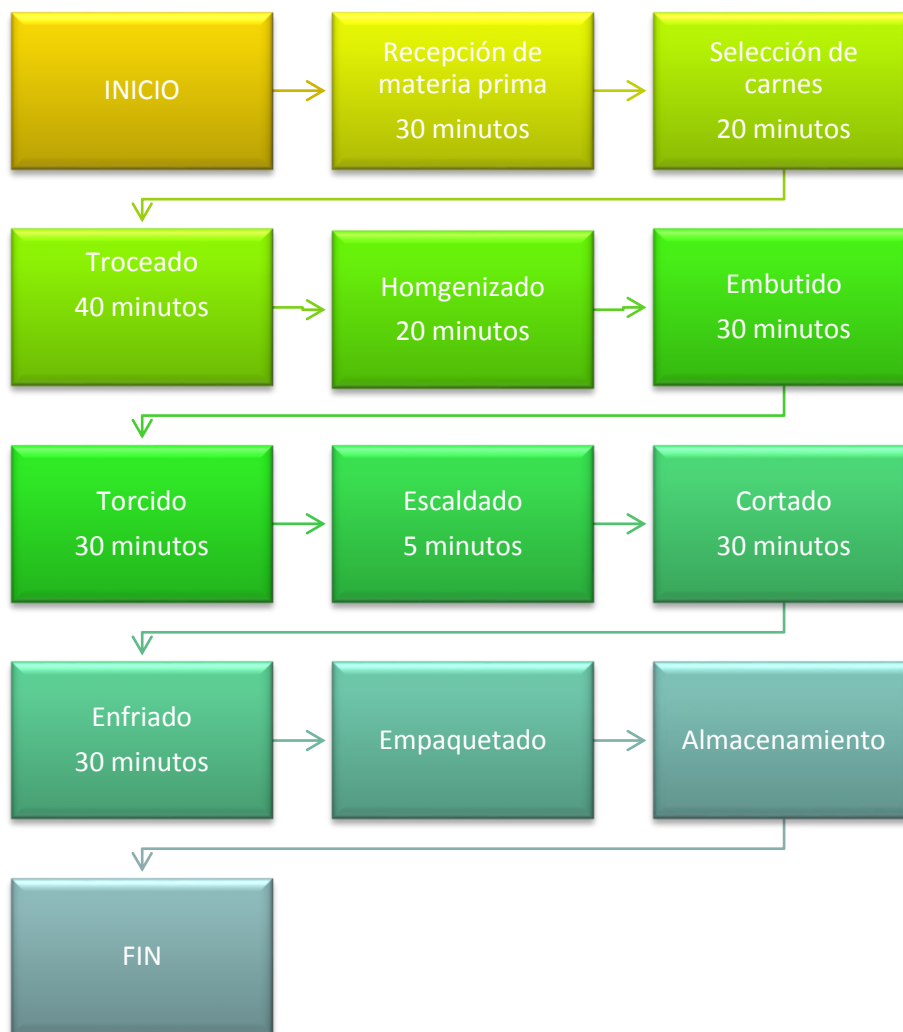 INICIO
Recepción de
materia prima
30 minutos
Selección de
carnes
20 minutos
Troceado
40 minutos
Homgenizado
20 minutos
Embutido
30 minutos
Torcido
30 minutos
Escaldado
5 minutos
Cortado
30 minutos
Enfriado
30 minutos
Empaquetado
Almacenamiento
FIN